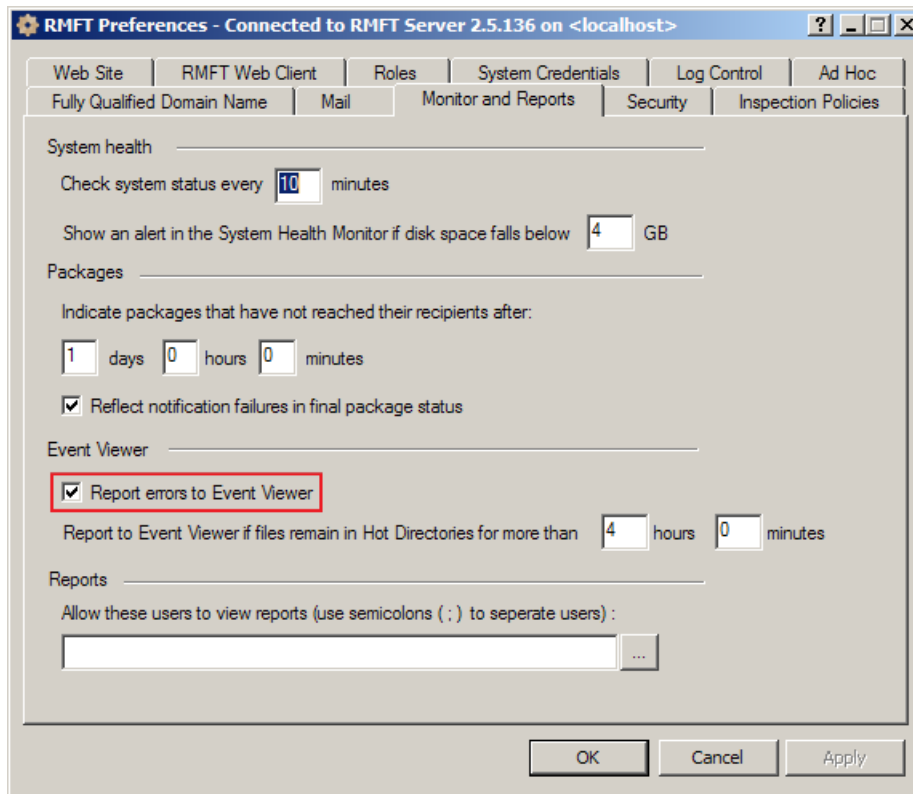 RMFT Preferences - Connected to RMFT Server 2.5.136 on <localhost>
Web Site RMFT Web Client Roles System Credentials Log Control Ad Hoc
Fully Qualified Domain Name Mail Monitor and Reports Security Inspection Policies
System health
Check system status every 10 minutes
Show an alert in the System Health Monitor if disk space falls below 4 GB
Packages
Indicate packages that have not reached their recipients after:
1 days 0 hours 0 minutes
Reflect notification failures in final package status
Event Viewer
Report errors to Event Viewer
Report to Event Viewer if files remain in Hot Directories for more than 4 hours 0 minutes
Reports
Allow these users to view reports (use semicolons ( ; ) to seperate users) :
...
OK Cancel Apply